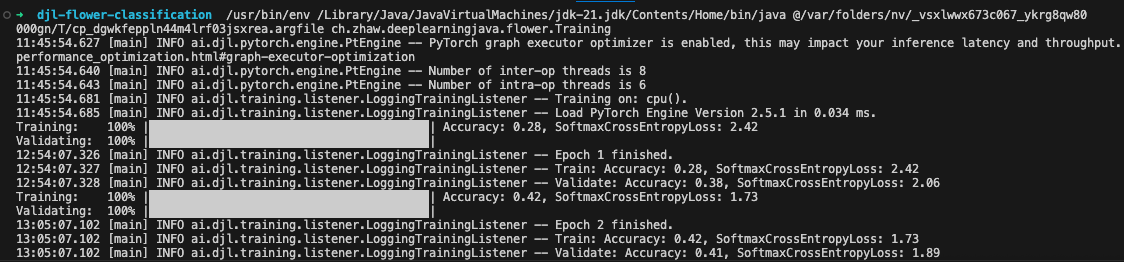 → djl-flower-classification /usr/bin/env /Library/Java/JavaVirtualMachines/jdk-21.jdk/Contents/Home/bin/java @/var/folders/nv/_vsxlwwx673c067_ykrg8qw80
000gn/T/cp_dgwkfeppln44m4lrf03jsxrea.argfile ch.zhaw.deeplearningjava.flower.Training
11:45:54.627 [main] INFO ai.djl.pytorch.engine.PtEngine -- PyTorch graph executor optimizer is enabled, this may impact your inference latency and throughput.
performance_optimization.html#graph-executor-optimization
11:45:54.640 [main] INFO ai.djl.pytorch.engine.PtEngine -- Number of inter-op threads is 8
11:45:54.643 [main] INFO ai.djl.pytorch.engine.PtEngine -- Number of intra-op threads is 6
11:45:54.681 [main] INFO ai.djl.training.listener.LoggingTrainingListener -- Training on: cpu().
11:45:54.685 [main] INFO ai.djl.training.listener.LoggingTrainingListener -- Load PyTorch Engine Version 2.5.1 in 0.034 ms.
Training: 100% | | Accuracy: 0.28, SoftmaxCrossEntropyLoss: 2.42
Validating: 100% | |
12:54:07.326 [main] INFO ai.djl.training.listener.LoggingTrainingListener -- Epoch 1 finished.
12:54:07.327 [main] INFO ai.djl.training.listener.LoggingTrainingListener -- Train: Accuracy: 0.28, SoftmaxCrossEntropyLoss: 2.42
12:54:07.328 [main] INFO ai.djl.training.listener.LoggingTrainingListener -- Validate: Accuracy: 0.38, SoftmaxCrossEntropyLoss: 2.06
Training: 100% | | Accuracy: 0.42, SoftmaxCrossEntropyLoss: 1.73
Validating: 100% | |
13:05:07.102 [main] INFO ai.djl.training.listener.LoggingTrainingListener -- Epoch 2 finished.
13:05:07.102 [main] INFO ai.djl.training.listener.LoggingTrainingListener -- Train: Accuracy: 0.42, SoftmaxCrossEntropyLoss: 1.73
13:05:07.102 [main] INFO ai.djl.training.listener.LoggingTrainingListener -- Validate: Accuracy: 0.41, SoftmaxCrossEntropyLoss: 1.89